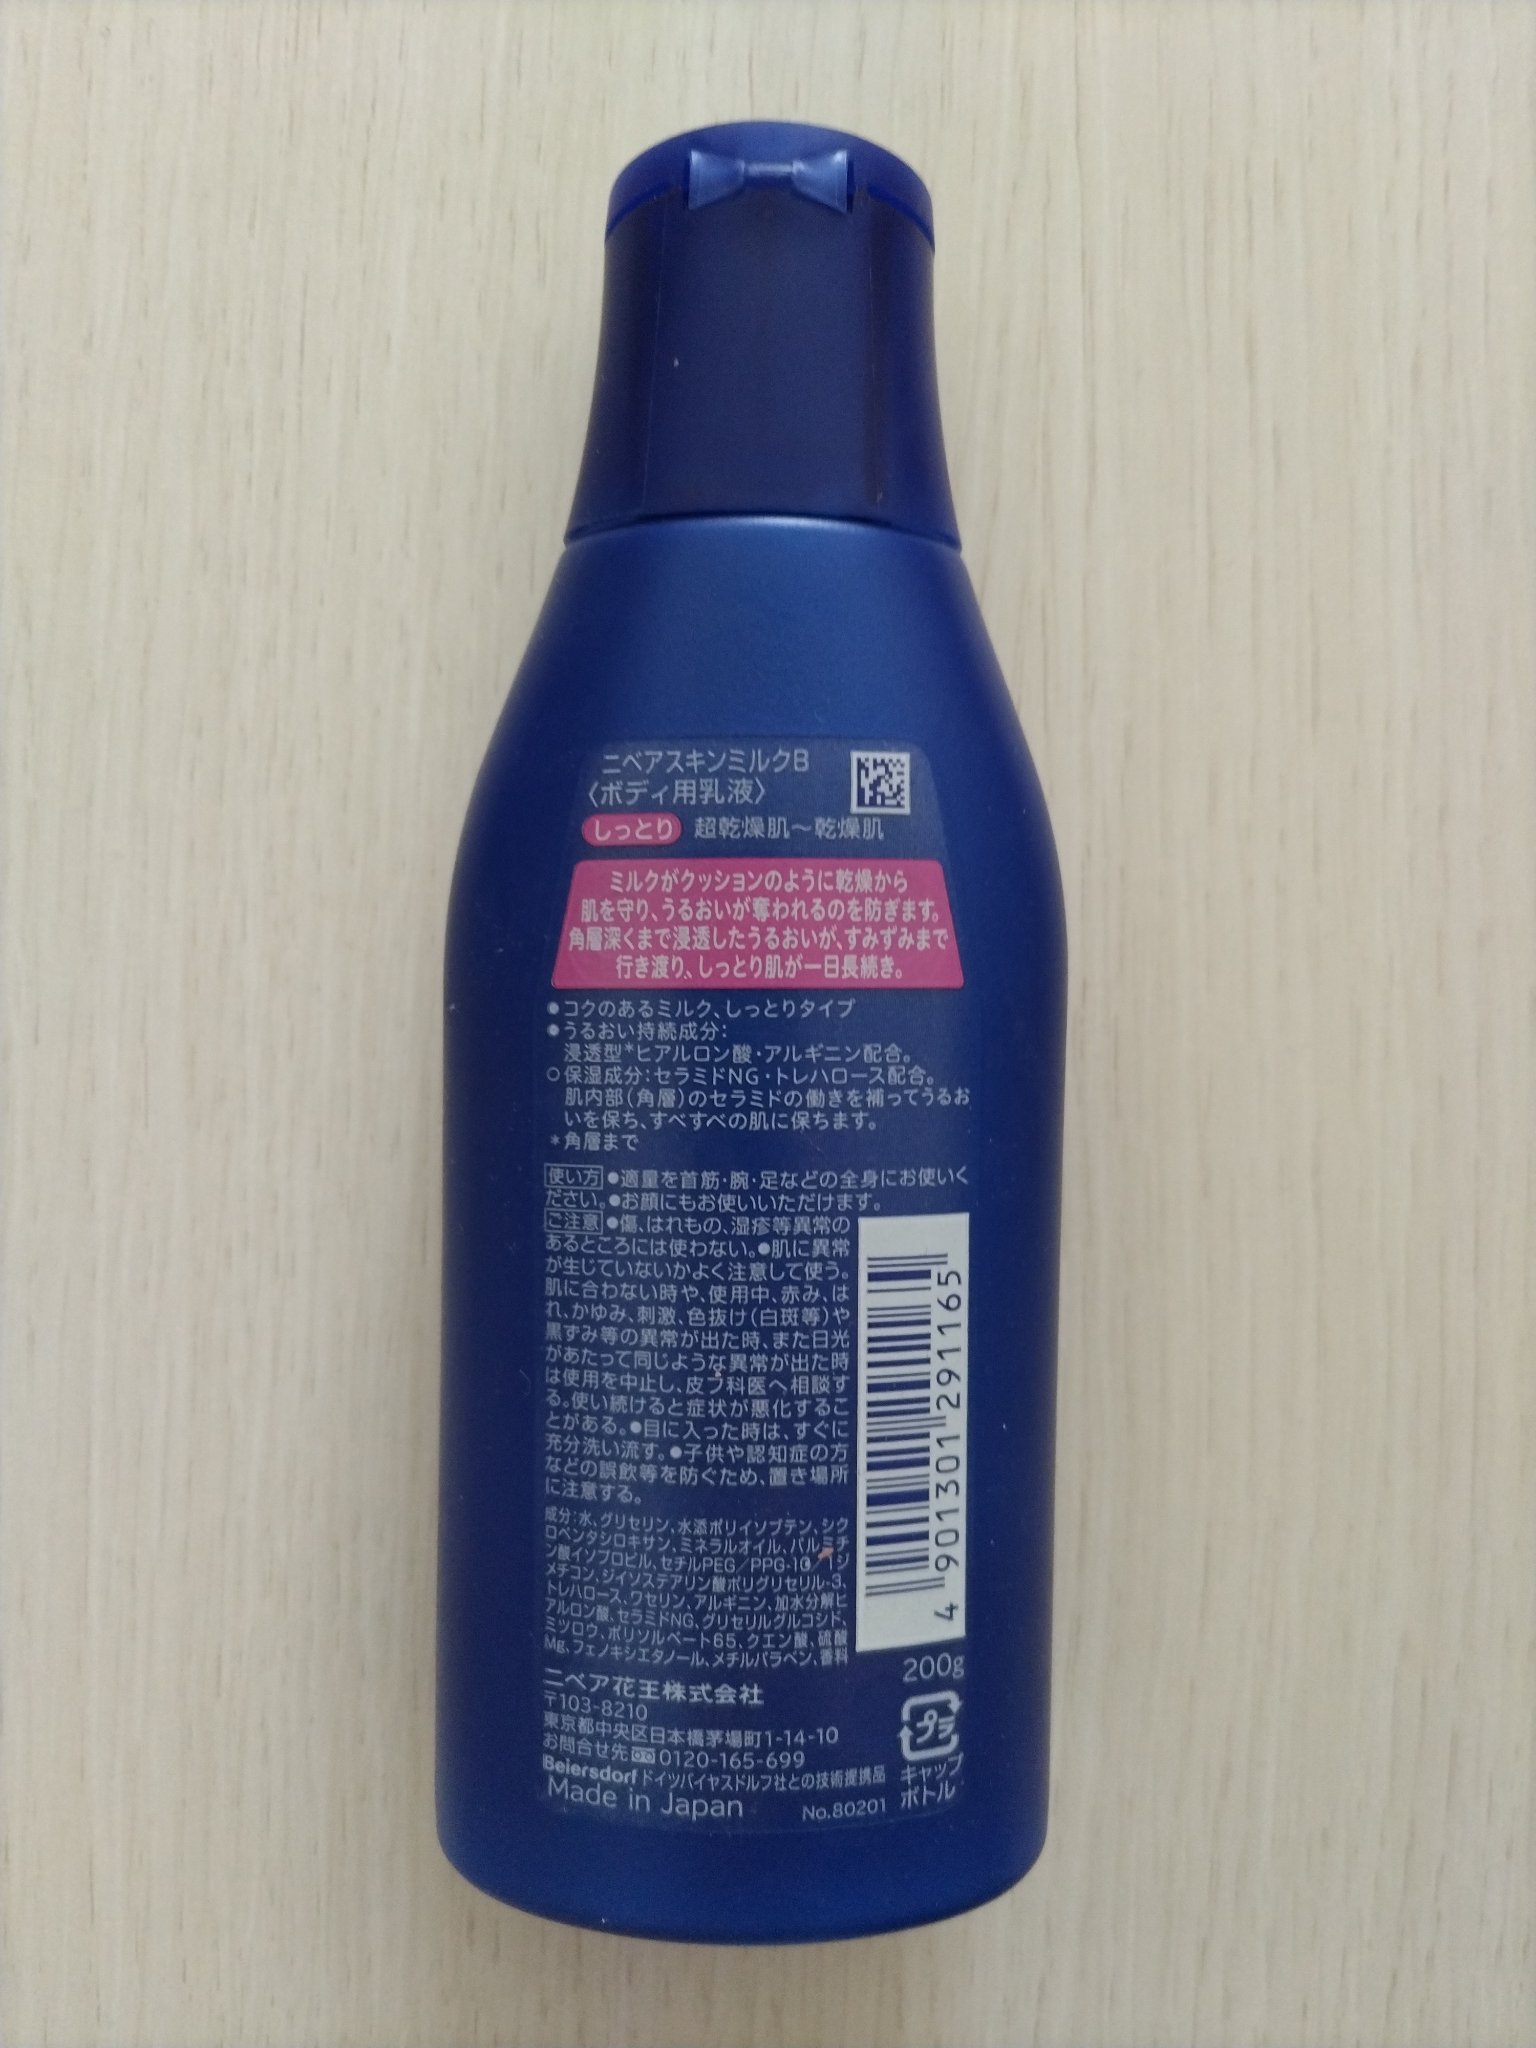 ニベアスキンミルクB
〈ボディ用乳液〉
しっとり 超乾燥肌～乾燥肌
ミルクがクッションのように乾燥から
肌を守り、うるおいが奪われるのを防ぎます。
角層深くまで浸透したうるおいが、すみずみまで
行き渡り、しっとり肌が一日長続き。
●コクのあるミルク、しっとりタイプ
●うるおい持続成分：
浸透型*ヒアルロン酸・アルギニン配合。
○保湿成分：セラミドNG・トレハロース配合。
肌内部（角層）のセラミドの働きを補ってうるお
いを保ち、すべすべの肌に保ちます。
*角層まで
使い方 ●適量を首筋・腕・足などの全身にお使いく
ださい。●お顔にもお使いいただけます。
ご注意 ●傷、はれもの、湿疹等異常の
あるところには使わない。●肌に異常
が生じていないかよく注意して使う。
肌に合わない時や、使用中、赤み、は
れ、かゆみ、刺激、色抜け（白斑等）や
黒ずみ等の異常が出た時、また日光
があたって同じような異常が出た時
は使用を中止し、皮フ科医へ相談す
る。使い続けると症状が悪化するこ
とがある。●目に入った時は、すぐに
充分洗い流す。●子供や認知症の方
などの誤飲等を防ぐため、置き場所
に注意する。
成分：水、グリセリン、水添ポリイソブテン、シク
ロペンタシロキサン、ミネラルオイル、パルミチ
ン酸イソプロピル、セチルPEG／PPG-10／1ジ
メチコン、ジイソステアリン酸ポリグリセリル-3、
トレハロース、ワセリン、アルギニン、加水分解ヒ
アルロン酸、セラミドNG、グリセリルグルコシド、
ミツロウ、ポリソルベート65、クエン酸、硫酸
Mg、フェノキシエタノール、メチルパラベン、香料
4 901301 291165
200g
ニベア花王株式会社
〒103-8210
東京都中央区日本橋茅場町1-14-10
お問合せ先 0120-165-699
Beiersdorf ドイツバイヤスドルフ社との技術提携品
Made in Japan
No.80201
プラ
キャップ
ボトル